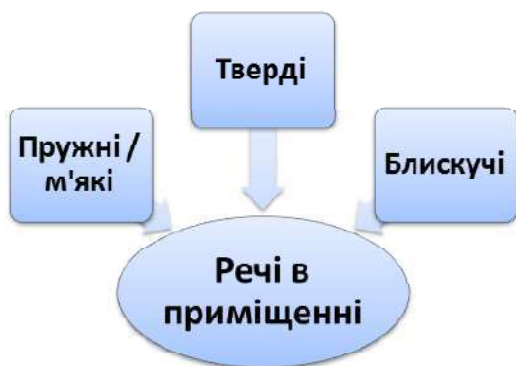 Тверді
Пружні /
м'які
Блискучі
Речі в
приміщенні